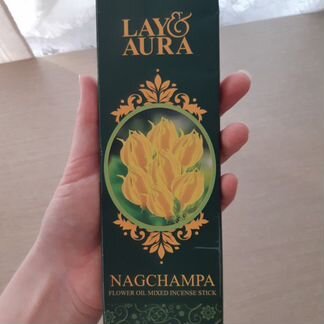 LAY&
AURA
NAGCHAMPA
FLOWER OIL MIXED INCENSE STICK